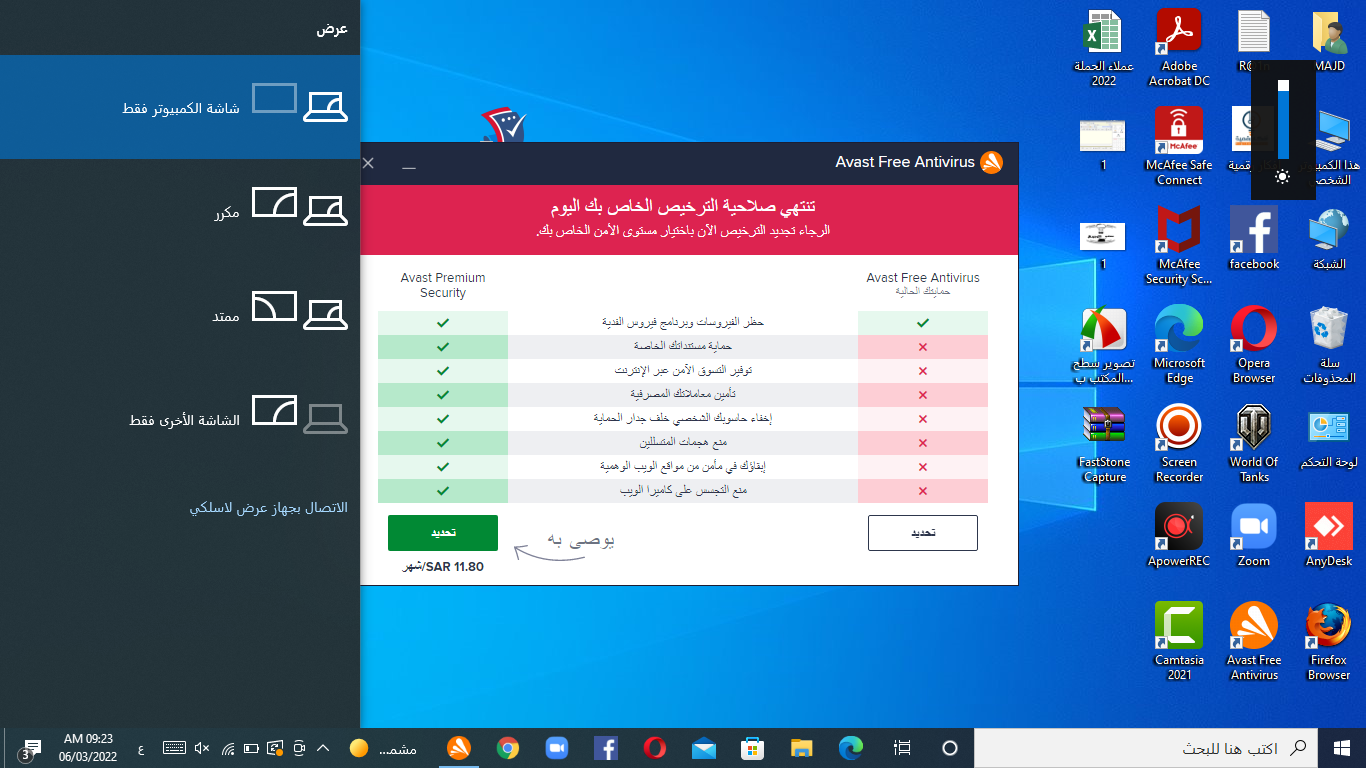 عرض
شاشة الكمبيوتر فقط
مكرر
ممتد
الشاشة الأخرى فقط
الاتصال بجهاز عرض لاسلكي
Avast Free Antivirus
تنتهي صلاحية الترخيص الخاص بك اليوم
الرجاء تجديد الترخيص الآن باختيار مستوى الأمن الخاص بك.
Avast Free Antivirus
حمايتك الحالية
Avast Premium
Security
حظر الفيروسات وبرنامج فيروس الفدية
حماية مستنداتك الخاصة
توفير التسوق الآمن عبر الإنترنت
تأمين معاملاتك المصرفية
إخفاء حاسوبك الشخصي خلف جدار الحماية
منع هجمات المتسللين
إبقاؤك في مأمن من مواقع الويب الوهمية
منع التجسس على كاميرا الويب
تحديد
يوصى به
تحديد
SAR 11.80/شهر
MAJD
عملاء الحملة
2022
Adobe
Acrobat DC
هذا الكمبيوتر
الشخصي
McAfee
McAfee Safe
Connect
1
الشبكة
facebook
McAfee
Security Sc...
1
سلة
المحذوفات
Opera
Browser
Microsoft
Edge
تصوير سطح
المكتب ب...
لوحة التحكم
World Of
Tanks
Screen
Recorder
FastStone
Capture
AnyDesk
Zoom
ApowerREC
Firefox
Browser
Avast Free
Antivirus
Camtasia
2021
اكتب هنا للبحث
مشمـ...
ع
09:23 AM
06/03/2022
3